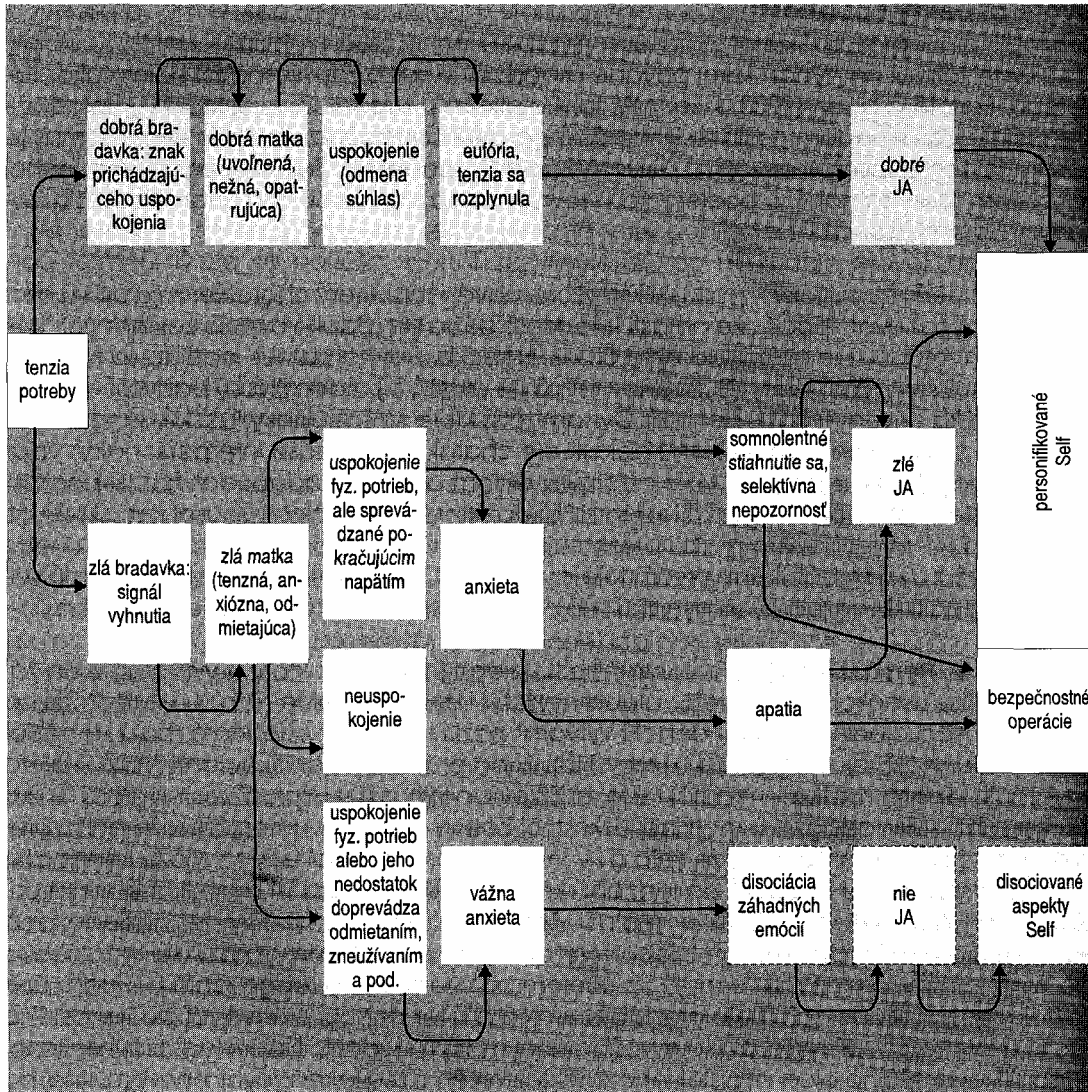 dobrá bra-
davka: znak
prichádzajú-
ceho uspo-
kojenia
dobrá matka
(uvoľnená,
nežná, opat-
rujúca)
uspokojenie
(odmena
súhlas)
eufória,
tenzia sa
rozplynula
dobré
JA
personifikované
Self
tenzia
potreby
zlá bradavka:
signál
vyhnutia
zlá matka
(tenzná, an-
xiózna, od-
mietajúca)
uspokojenie
fyz. potrieb,
ale sprevá-
dzané po-
kračujúcim
napätím
anxieta
somnolentné
stiahnutie sa,
selektívna
nepozornosť
zlé
JA
neuspo-
kojenie
apatia
bezpečnostné
operácie
uspokojenie
fyz. potrieb
alebo jeho
nedostatok
doprevádza
odmietaním,
zneužívaním
a pod.
vážna
anxieta
disociácia
záhadných
emócií
nie
JA
disociované
aspekty
Self